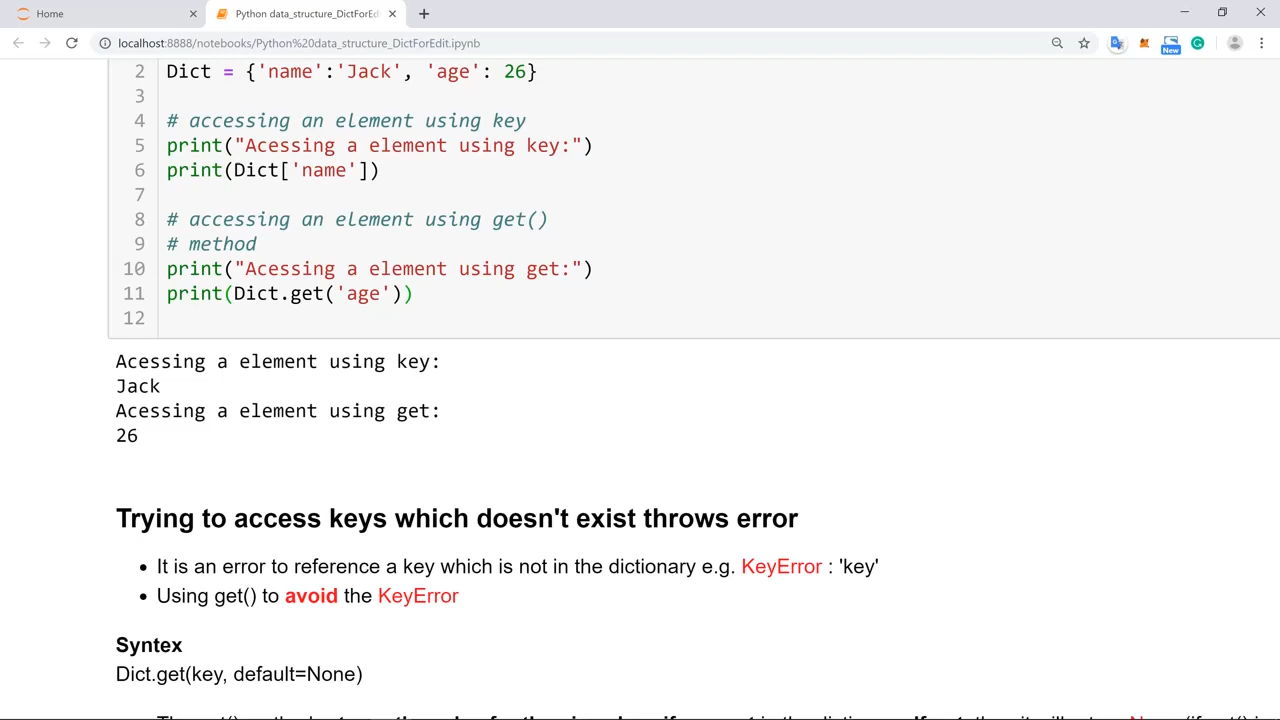 Home
Python data_structure_DictForEd
localhost:8888/notebooks/Python%20data_structure_DictForEdit.ipynb
New
2 Dict = {'name':'Jack', 'age': 26}
3
4 # accessing an element using key
5 print("Acessing a element using key:")
6 print(Dict['name'])
7
8 # accessing an element using get()
9 # method
10 print("Acessing a element using get:")
11 print(Dict.get('age'))
12
Acessing a element using key:
Jack
Acessing a element using get:
26
Trying to access keys which doesn't exist throws error
• It is an error to reference a key which is not in the dictionary e.g. KeyError : 'key'
• Using get() to avoid the KeyError
Syntex
Dict.get(key, default=None)